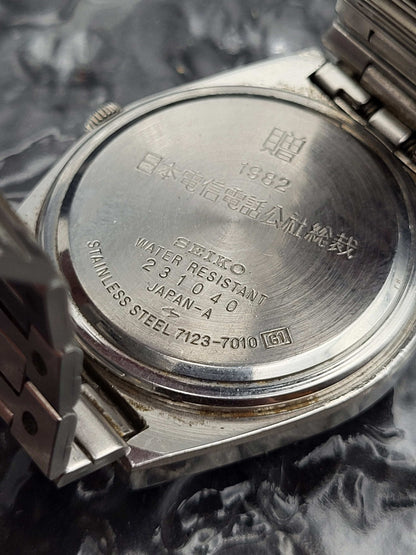 贈
1982
日本電信電話公社総裁
SEIKO
WATER RESISTANT
231040
JAPAN-A
STAINLESS STEEL 7123-7010 G1